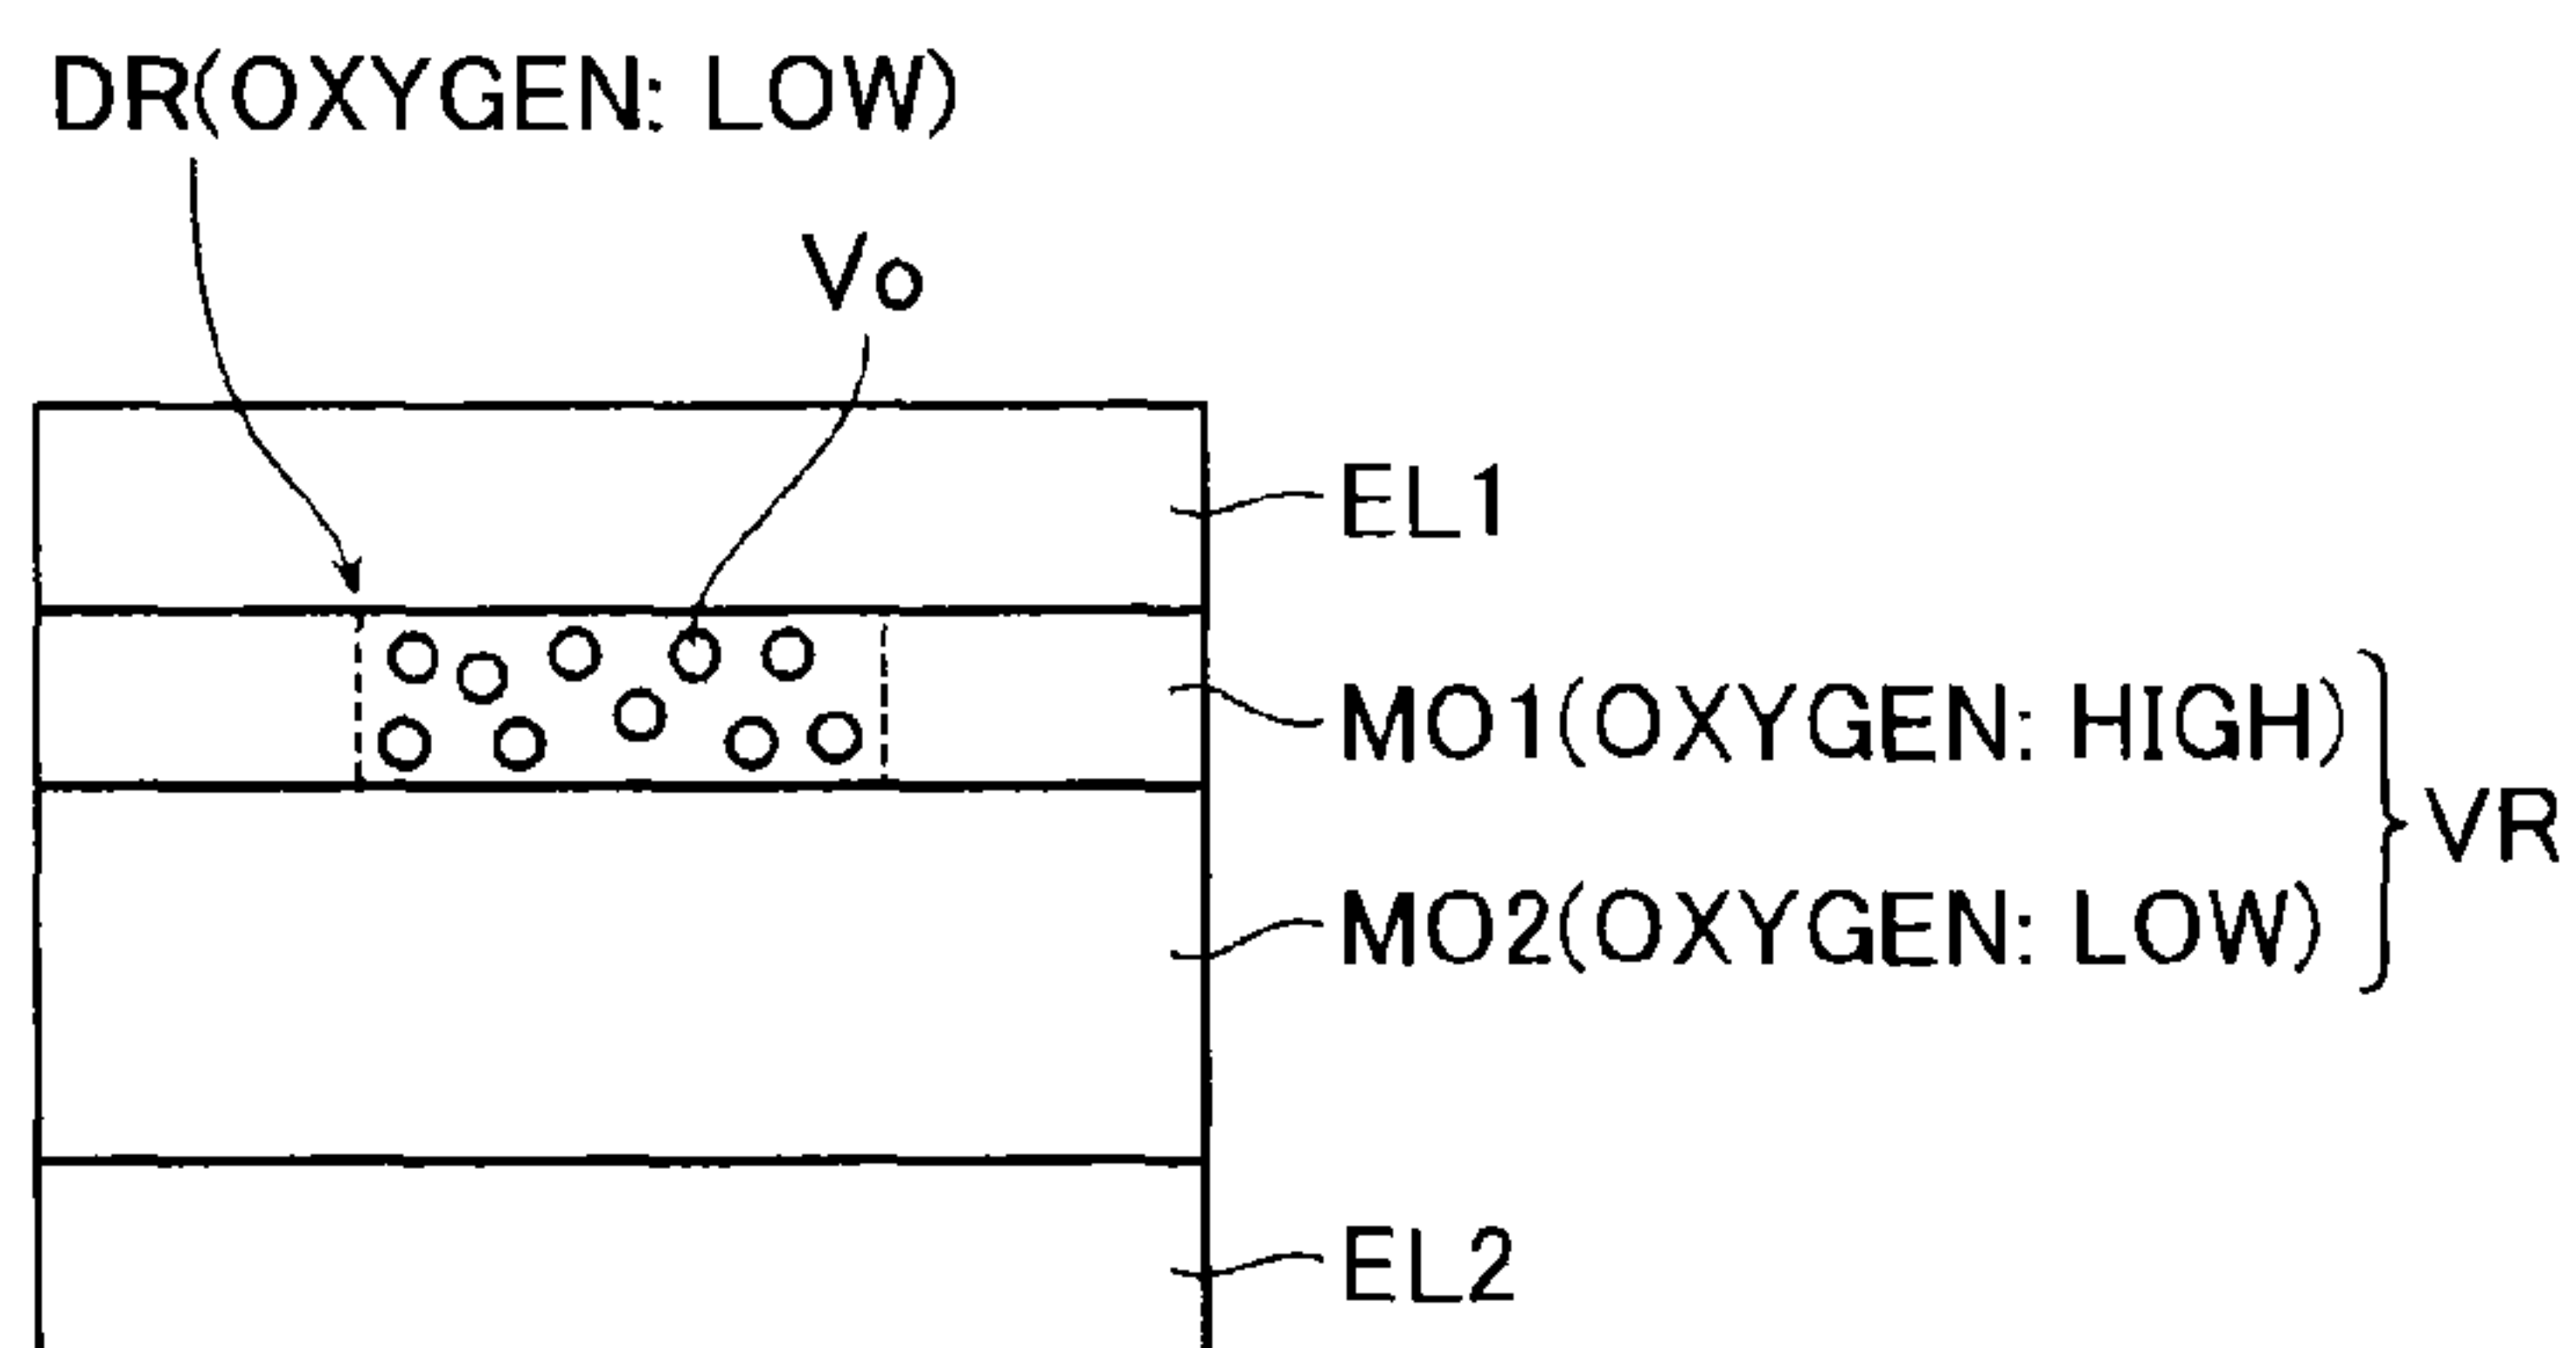 DR(OXYGEN: LOW)
Vo
EL1
MO1(OXYGEN: HIGH)
VR
MO2(OXYGEN: LOW)
EL2